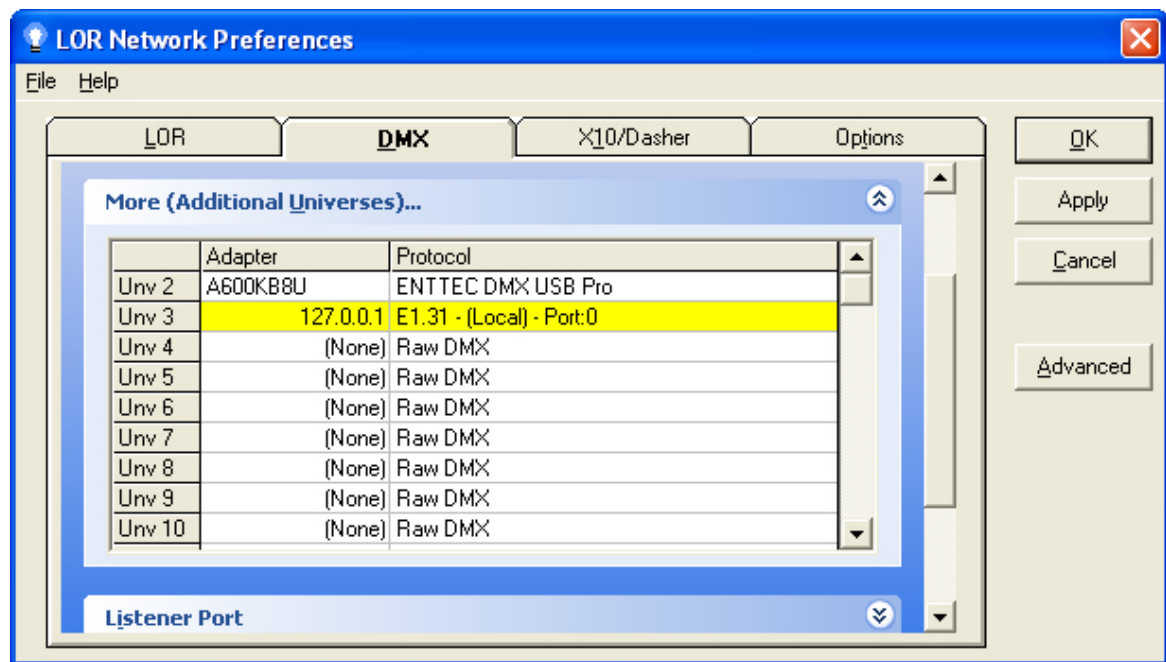 LOR Network Preferences
File Help
LOR DMX X10/Dasher Options
OK
Apply
Cancel
Advanced
More (Additional Universes)...
Adapter Protocol
Unv 2 A600KB8U ENTTEC DMX USB Pro
Unv 3 127.0.0.1 E1.31 - (Local) - Port:0
Unv 4 (None) Raw DMX
Unv 5 (None) Raw DMX
Unv 6 (None) Raw DMX
Unv 7 (None) Raw DMX
Unv 8 (None) Raw DMX
Unv 9 (None) Raw DMX
Unv 10 (None) Raw DMX
Listener Port